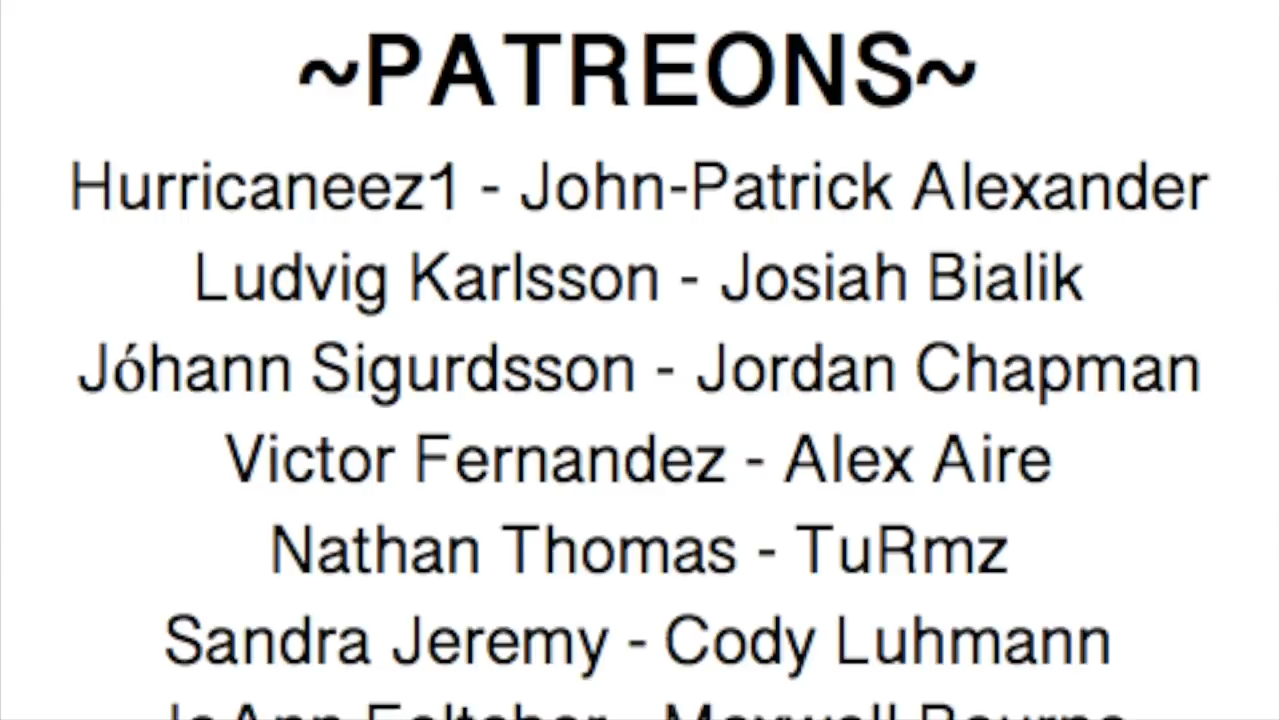 ~PATREONS~
Hurricaneez1 - John-Patrick Alexander
Ludvig Karlsson - Josiah Bialik
Jóhann Sigurdsson - Jordan Chapman
Victor Fernandez - Alex Aire
Nathan Thomas - TuRmz
Sandra Jeremy - Cody Luhmann